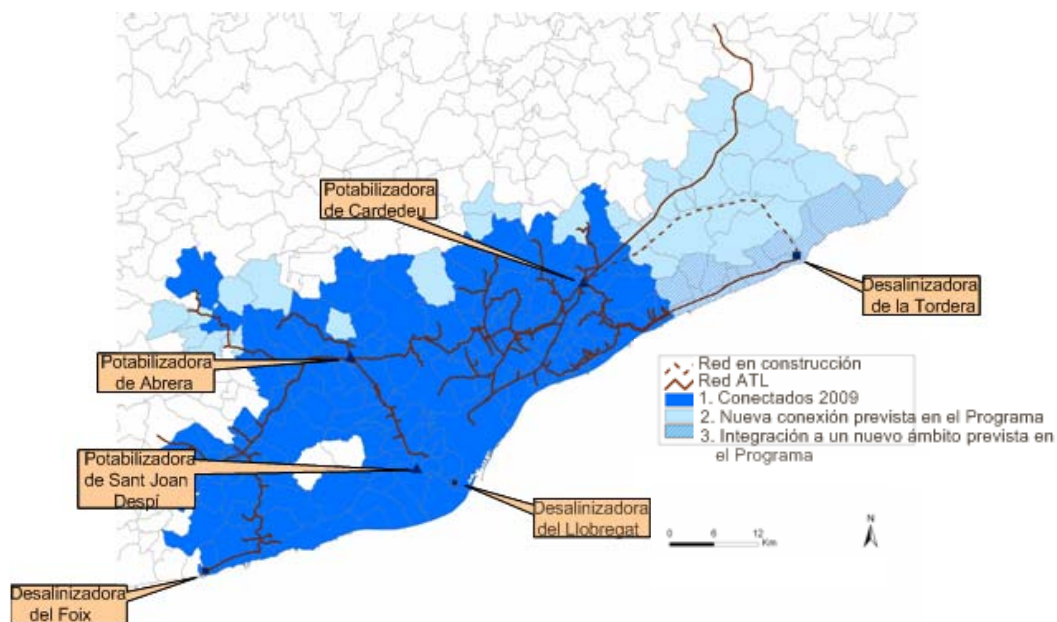 Potabilizadora
de Cardedeu
Desalinizadora
de la Tordera
Potabilizadora
de Abrera
Red en construcción
Red ATL
1. Conectados 2009
2. Nueva conexión prevista en el Programa
3. Integración a un nuevo ámbito prevista en
el Programa
Potabilizadora
de Sant Joan
Despí
Desalinizadora
del Llobregat
0 6 12
Km
N
Desalinizadora
del Foix